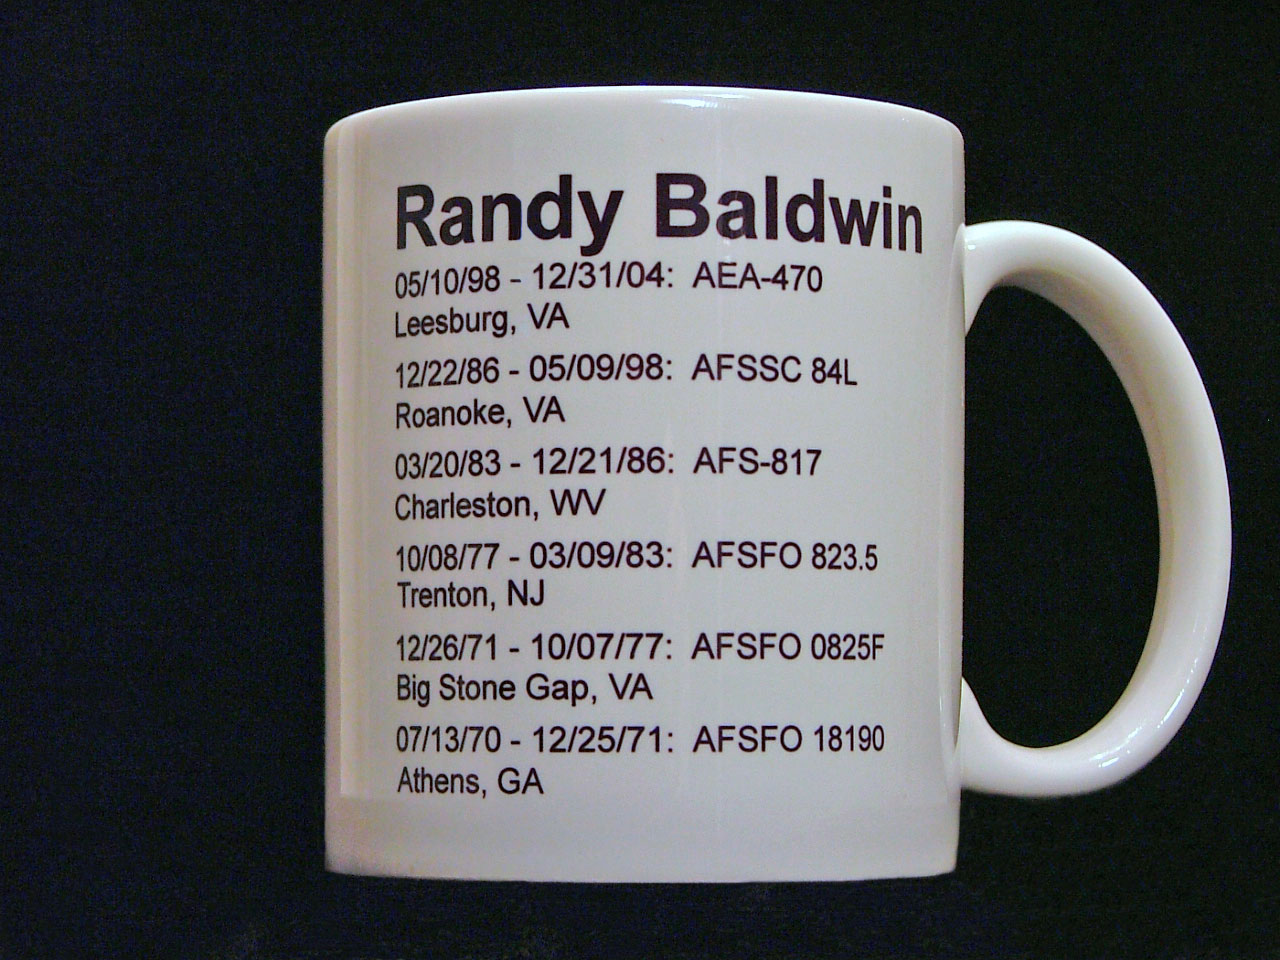 Randy Baldwin
05/10/98 - 12/31/04: AEA-470
Leesburg, VA
12/22/86 - 05/09/98: AFSSC 84L
Roanoke, VA
03/20/83 - 12/21/86: AFS-817
Charleston, WV
10/08/77 - 03/09/83: AFSFO 823.5
Trenton, NJ
12/26/71 - 10/07/77: AFSFO 0825F
Big Stone Gap, VA
07/13/70 - 12/25/71: AFSFO 18190
Athens, GA